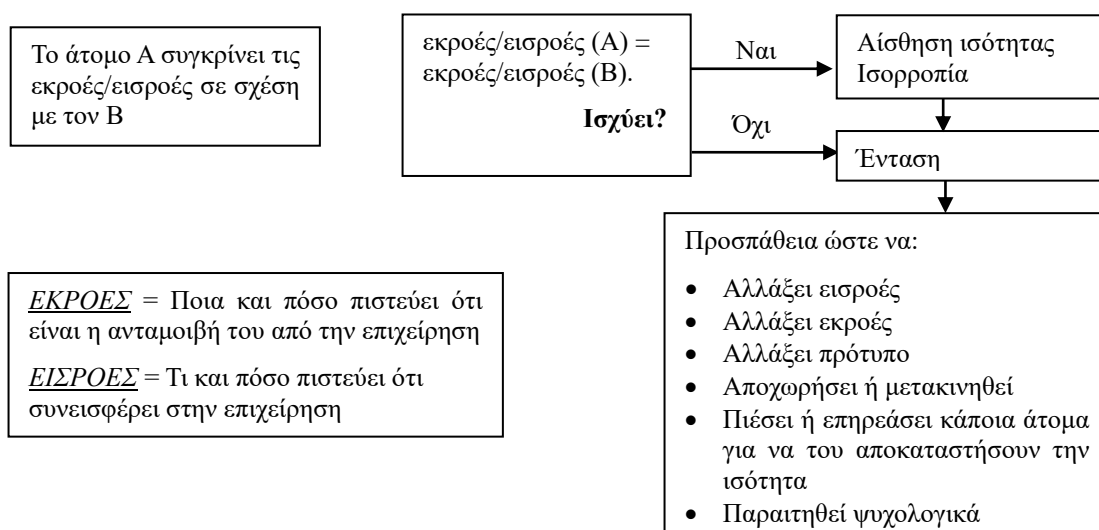 Το άτομο Α συγκρίνει τις
εκροές/εισροές σε σχέση
με τον Β
εκροές/εισροές (Α) =
εκροές/εισροές (Β).
Ισχύει?
Ναι
Όχι
Αίσθηση ισότητας
Ισορροπία
Ένταση
Προσπάθεια ώστε να:
• Αλλάξει εισροές
• Αλλάξει εκροές
• Αλλάξει πρότυπο
• Αποχωρήσει ή μετακινηθεί
• Πιέσει ή επηρεάσει κάποια άτομα
για να του αποκαταστήσουν την
ισότητα
• Παραιτηθεί ψυχολογικά
ΕΚΡΟΕΣ = Ποια και πόσο πιστεύει ότι
είναι η ανταμοιβή του από την επιχείρηση
ΕΙΣΡΟΕΣ = Τι και πόσο πιστεύει ότι
συνεισφέρει στην επιχείρηση